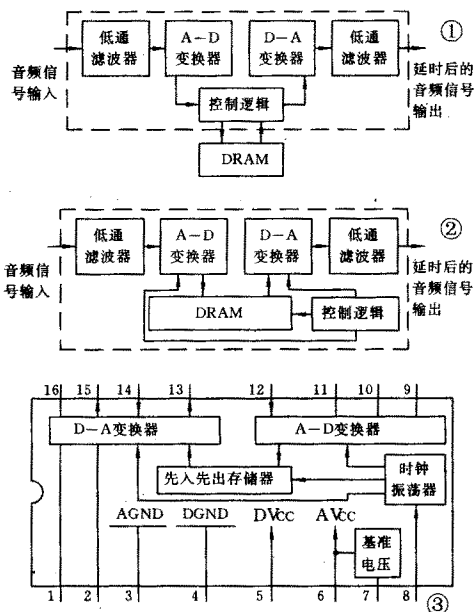 低通
滤波器
A－D
变换器
D－A
变换器
低通
滤波器
①
音频信
号输入
控制逻辑
延时后的
音频信号
输出
DRAM
低通
滤波器
A－D
变换器
D－A
变换器
低通
滤波器
②
音频信
号输入
DRAM
控制逻辑
延时后的
音频信号
输出
16 15 14 13 12 11 10 9
D－A变换器
A－D变换器
先入先出存储器
时钟
振荡器
AGND DGND DVCC AVCC
基准
电压
1 2 3 4 5 6 7 8
③